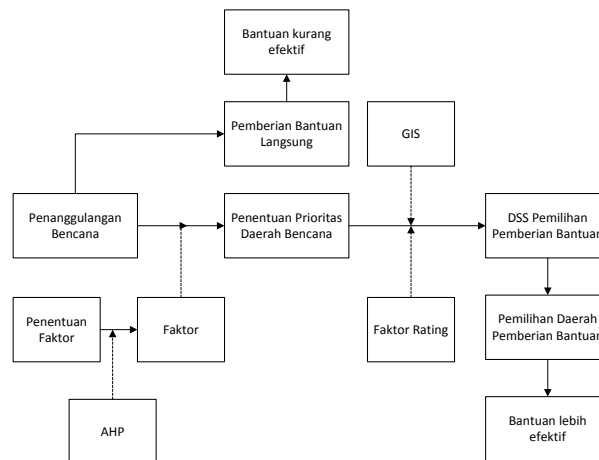 Bantuan kurang
efektif
Pemberian Bantuan
Langsung
GIS
Penanggulangan
Bencana
Penentuan Prioritas
Daerah Bencana
DSS Pemilihan
Pemberian Bantuan
Penentuan
Faktor
Faktor
Faktor Rating
Pemilihan Daerah
Pemberian Bantuan
AHP
Bantuan lebih
efektif